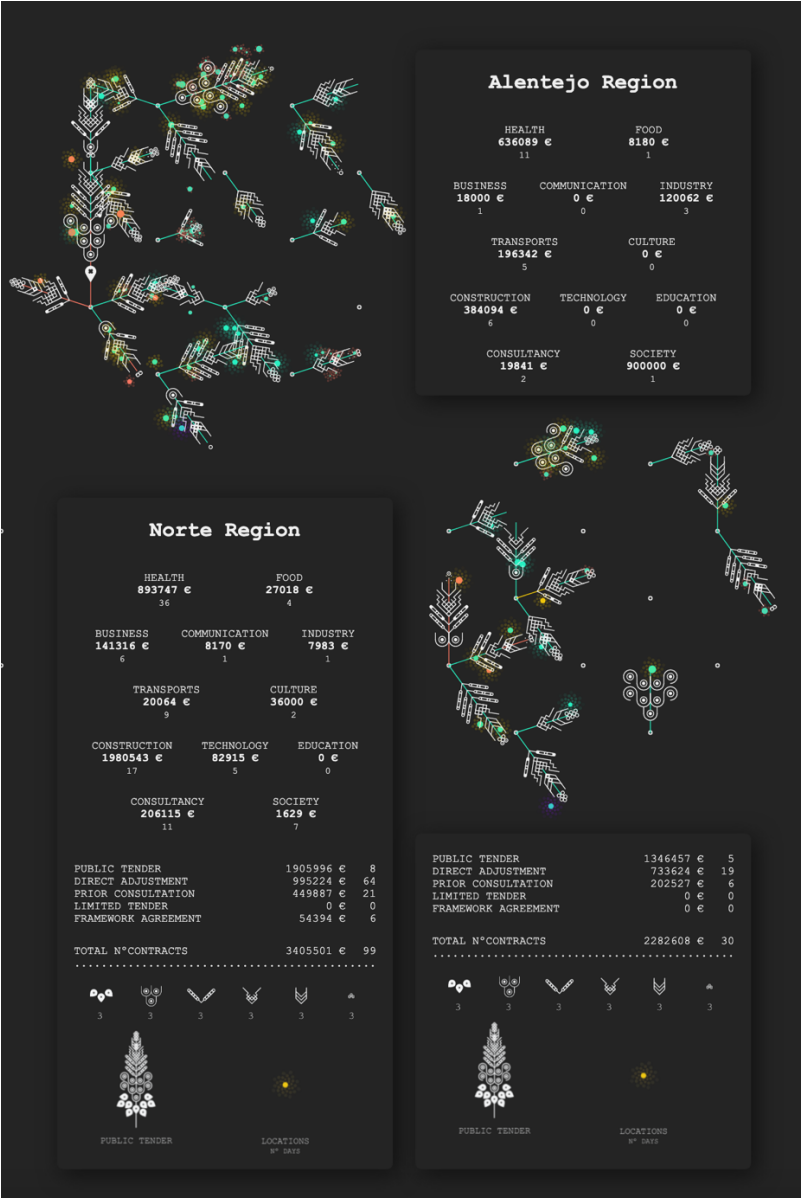 Alentejo Region
HEALTH FOOD
636089 € 8180 €
11 1
BUSINESS COMMUNICATION INDUSTRY
18000 € 0 € 120062 €
1 0 3
TRANSPORTS CULTURE
196342 € 0 €
5 0
CONSTRUCTION TECHNOLOGY EDUCATION
384094 € 0 € 0 €
6 0 0
CONSULTANCY SOCIETY
19841 € 900000 €
2 1
Norte Region
HEALTH FOOD
893747 € 27018 €
36 4
BUSINESS COMMUNICATION INDUSTRY
141316 € 8170 € 7983 €
6 1 1
TRANSPORTS CULTURE
20064 € 36000 €
9 2
CONSTRUCTION TECHNOLOGY EDUCATION
1980543 € 82915 € 0 €
17 5 0
CONSULTANCY SOCIETY
206115 € 1629 €
11 7
PUBLIC TENDER 1905996 € 8
DIRECT ADJUSTMENT 995224 € 64
PRIOR CONSULTATION 449887 € 21
LIMITED TENDER 0 € 0
FRAMEWORK AGREEMENT 54394 € 6
TOTAL NºCONTRACTS 3405501 € 99
3 3 3 3 3 3
PUBLIC TENDER LOCATIONS
Nº DAYS
PUBLIC TENDER 1346457 € 5
DIRECT ADJUSTMENT 733624 € 19
PRIOR CONSULTATION 202527 € 6
LIMITED TENDER 0 € 0
FRAMEWORK AGREEMENT 0 € 0
TOTAL NºCONTRACTS 2282608 € 30
3 3 3 3 3 3
PUBLIC TENDER LOCATIONS
Nº DAYS